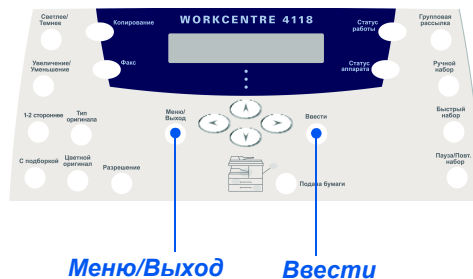 WORKCENTRE 4118
Светлее/
Темнее
Копирование
Статус
работы
Групповая
рассылка
Увеличение/
Уменьшение
Факс
Статус
аппарата
Ручной
набор
1-2 стороннее
Тип
оригинала
Меню/
Выход
Ввести
Быстрый
набор
С подборкой
Цветной
оригинал
Разрешение
Подача бумаги
Пауза/Повт.
набор
Меню/Выход
Ввести